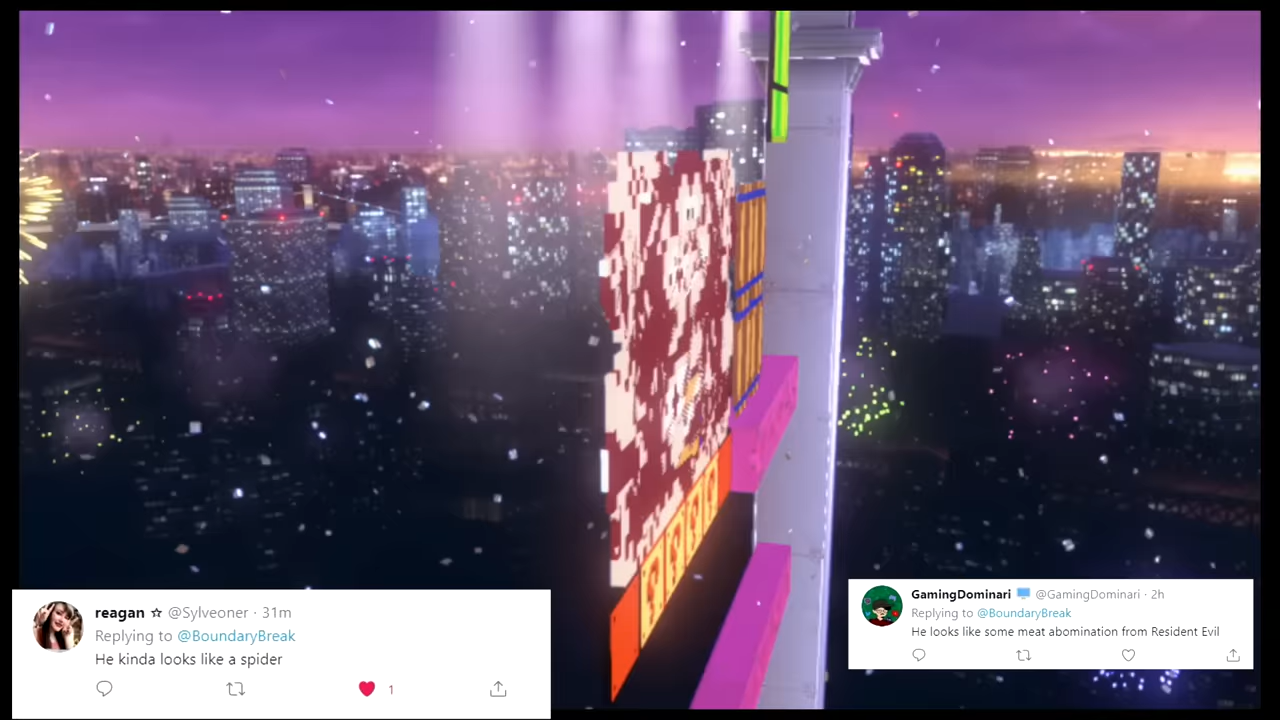 reagan ☆ @Sylveoner · 31m
Replying to @BoundaryBreak
He kinda looks like a spider
1
GamingDominari 🖥️ @GamingDominari · 2h
Replying to @BoundaryBreak
He looks like some meat abomination from Resident Evil